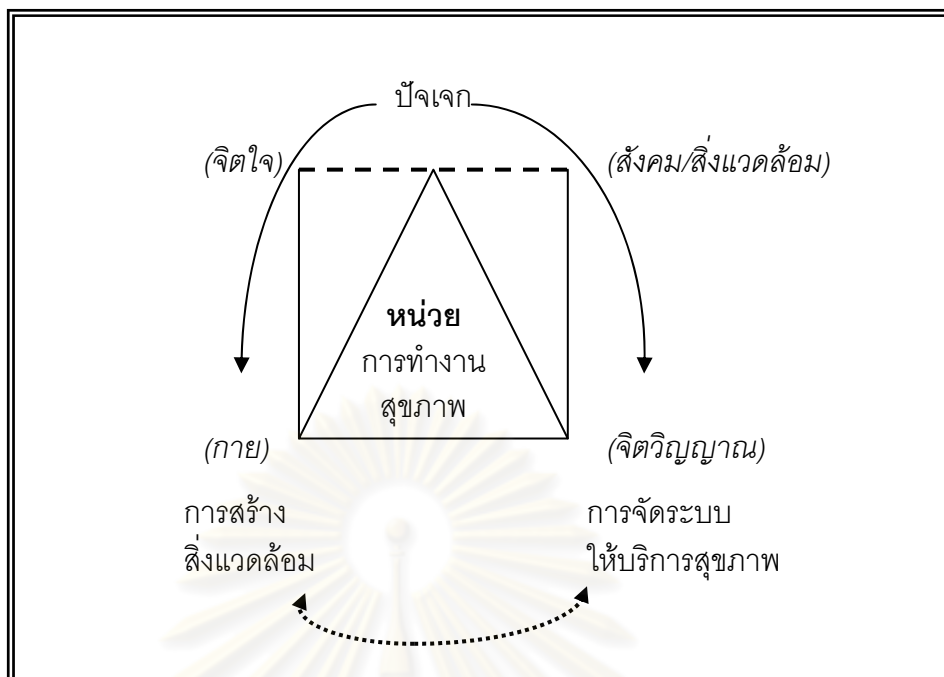 ปัจเจก
(จิตใจ)
(สังคม/สิ่งแวดล้อม)
หน่วย
การทำงาน
สุขภาพ
(กาย)
(จิตวิญญาณ)
การสร้าง
สิ่งแวดล้อม
การจัดระบบ
ให้บริการสุขภาพ